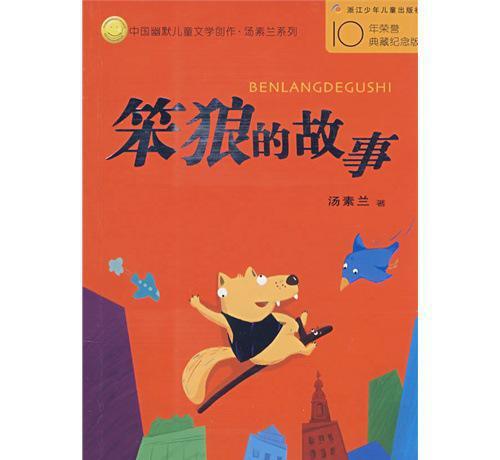 中国幽默儿童文学创作·汤素兰系列
浙江少年儿童出版社
10年荣誉
典藏纪念版
BENLANGDEGUSHI
笨狼的故事
汤素兰 著